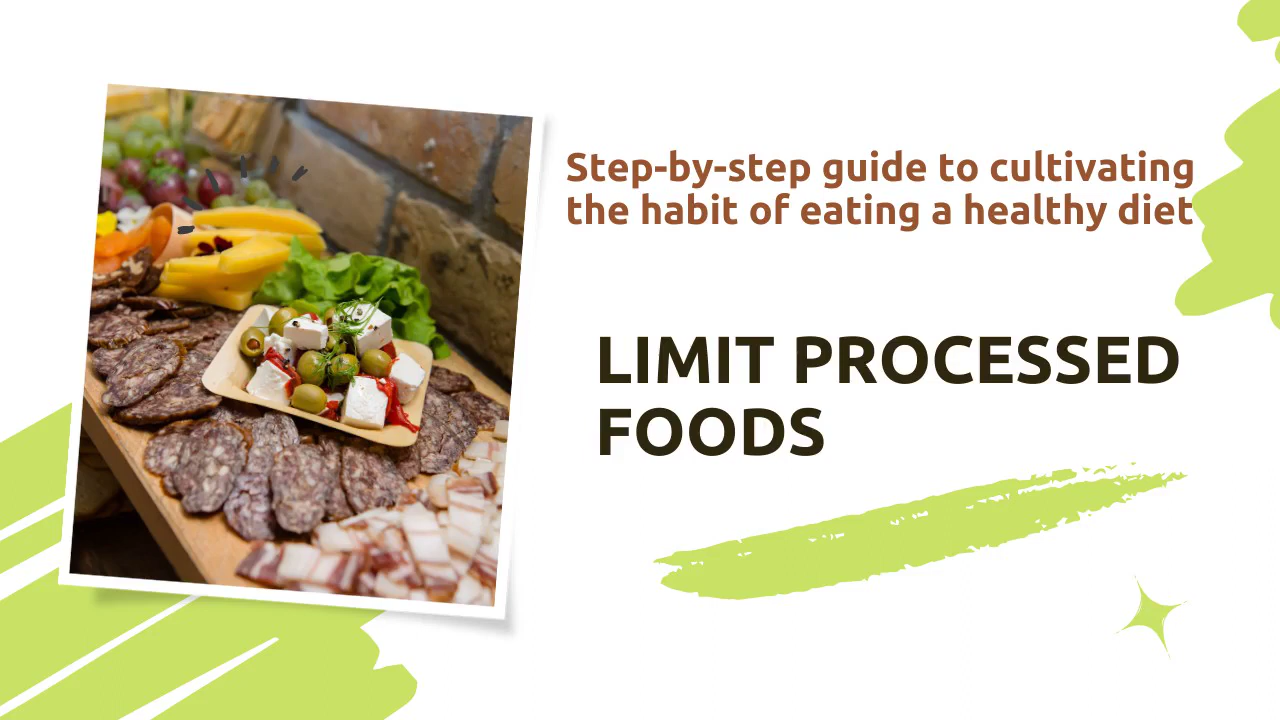 Step-by-step guide to cultivating
the habit of eating a healthy diet
LIMIT PROCESSED
FOODS